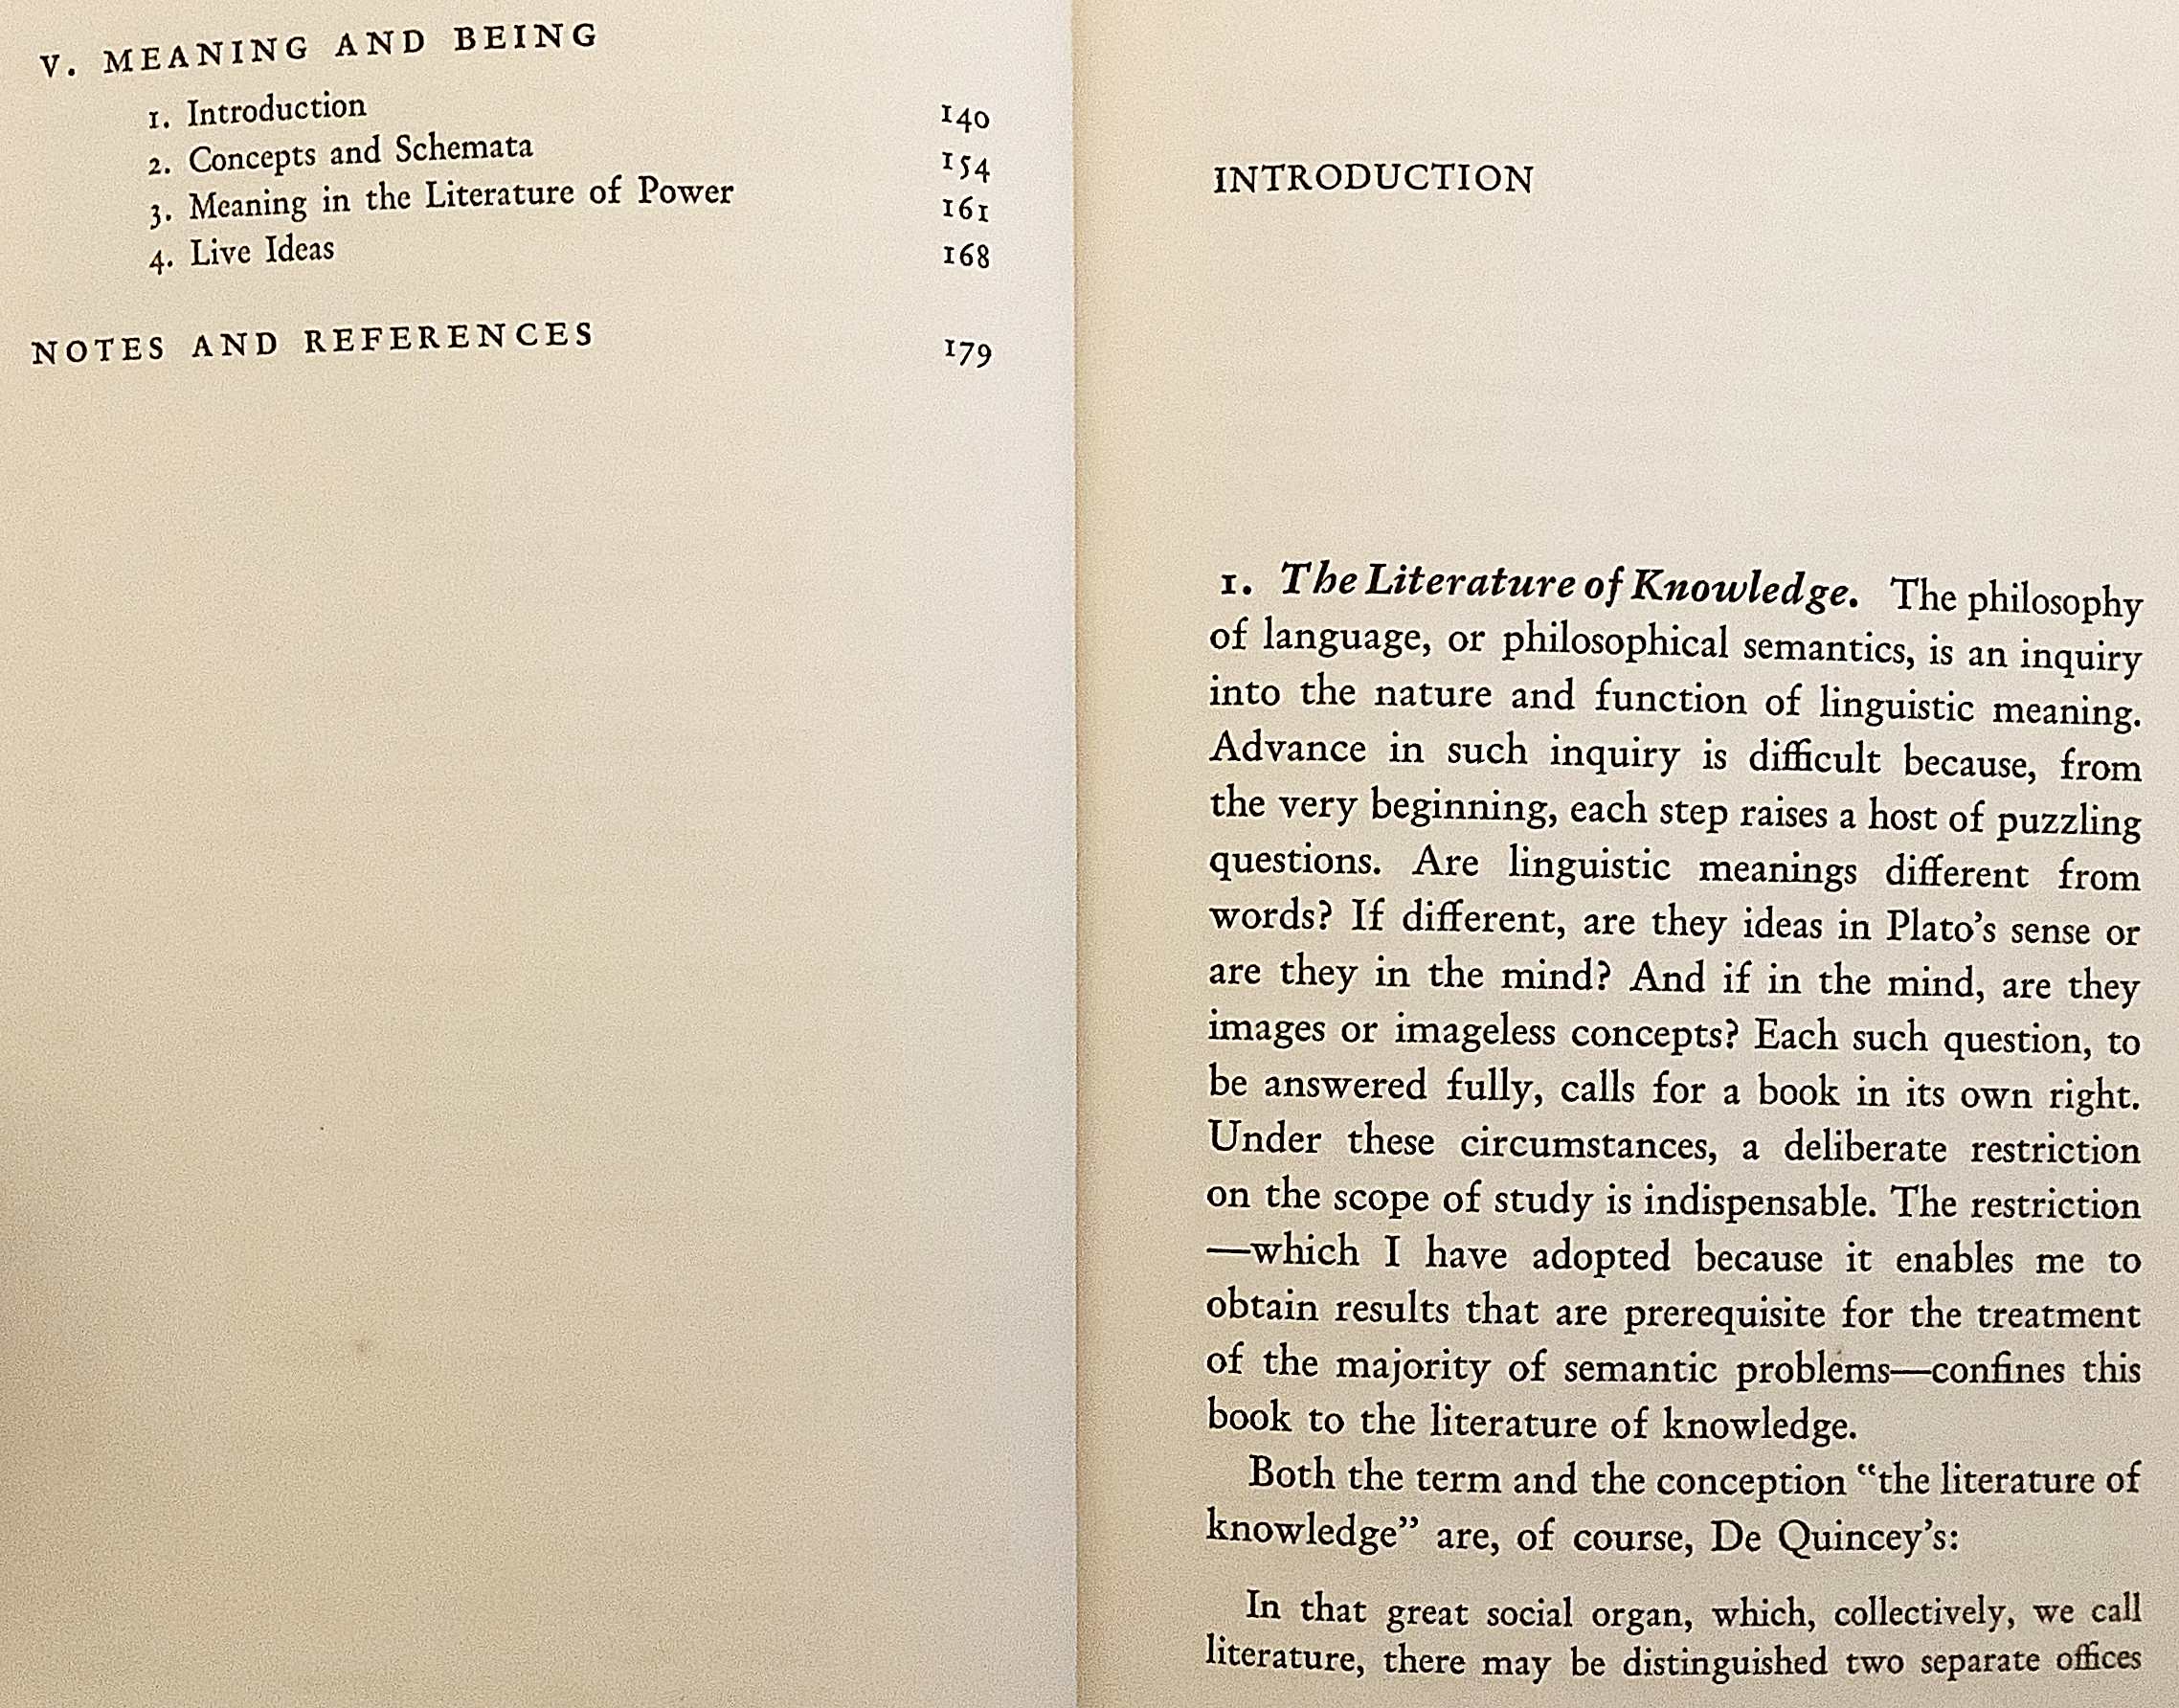 V. MEANING AND BEING
1. Introduction 140
2. Concepts and Schemata 154
3. Meaning in the Literature of Power 161
4. Live Ideas 168
NOTES AND REFERENCES 179
INTRODUCTION
1. The Literature of Knowledge. The philosophy
of language, or philosophical semantics, is an inquiry
into the nature and function of linguistic meaning.
Advance in such inquiry is difficult because, from
the very beginning, each step raises a host of puzzling
questions. Are linguistic meanings different from
words? If different, are they ideas in Plato's sense or
are they in the mind? And if in the mind, are they
images or imageless concepts? Each such question, to
be answered fully, calls for a book in its own right.
Under these circumstances, a deliberate restriction
on the scope of study is indispensable. The restriction
—which I have adopted because it enables me to
obtain results that are prerequisite for the treatment
of the majority of semantic problems—confines this
book to the literature of knowledge.
Both the term and the conception “the literature of
knowledge” are, of course, De Quincey's:
In that great social organ, which, collectively, we call
literature, there may be distinguished two separate offices